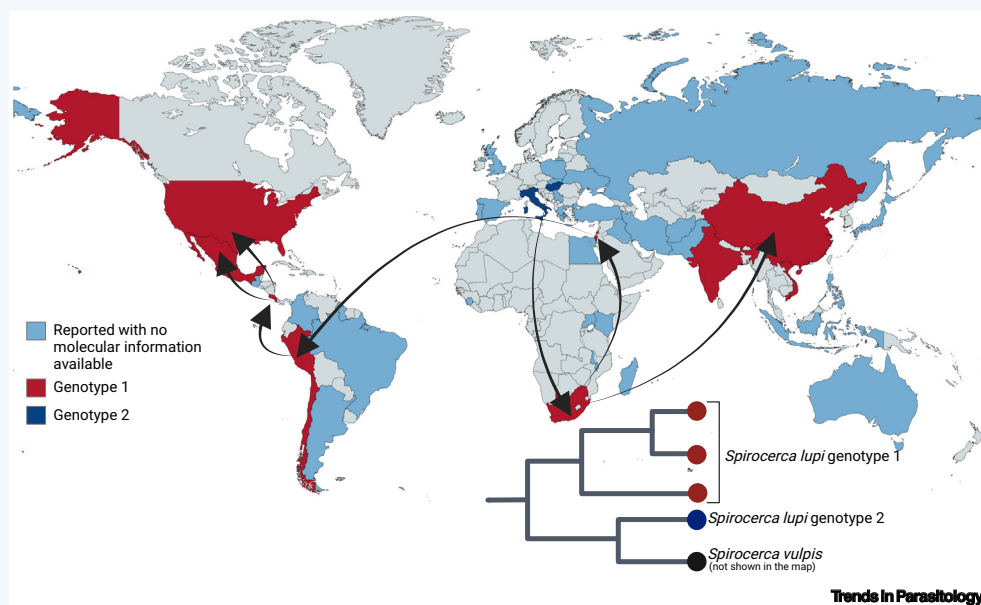 Reported with no
molecular information
available
Genotype 1
Genotype 2
Spirocerca lupi genotype 1
Spirocerca lupi genotype 2
Spirocerca vulpis
(not shown in the map)
Trends in Parasitology